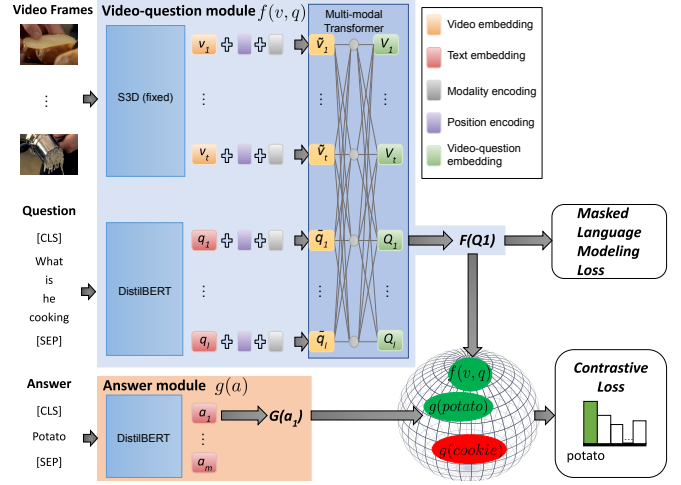 Video Frames
Video-question module f(v, q)
Multi-modal
Transformer
S3D (fixed)
v1
ṽ1
V1
⋮
vt
ṽt
Vt
Video embedding
Text embedding
Modality encoding
Position encoding
Video-question
embedding
Question
[CLS]
What
is
he
cooking
[SEP]
DistilBERT
q1
q̃1
Q1
⋮
ql
q̃l
Ql
F(Q1)
Masked
Language
Modeling
Loss
Answer
[CLS]
Potato
[SEP]
Answer module g(a)
DistilBERT
a1
⋮
am
G(a1)
f(v, q)
g(potato)
g(cookie)
Contrastive
Loss
potato